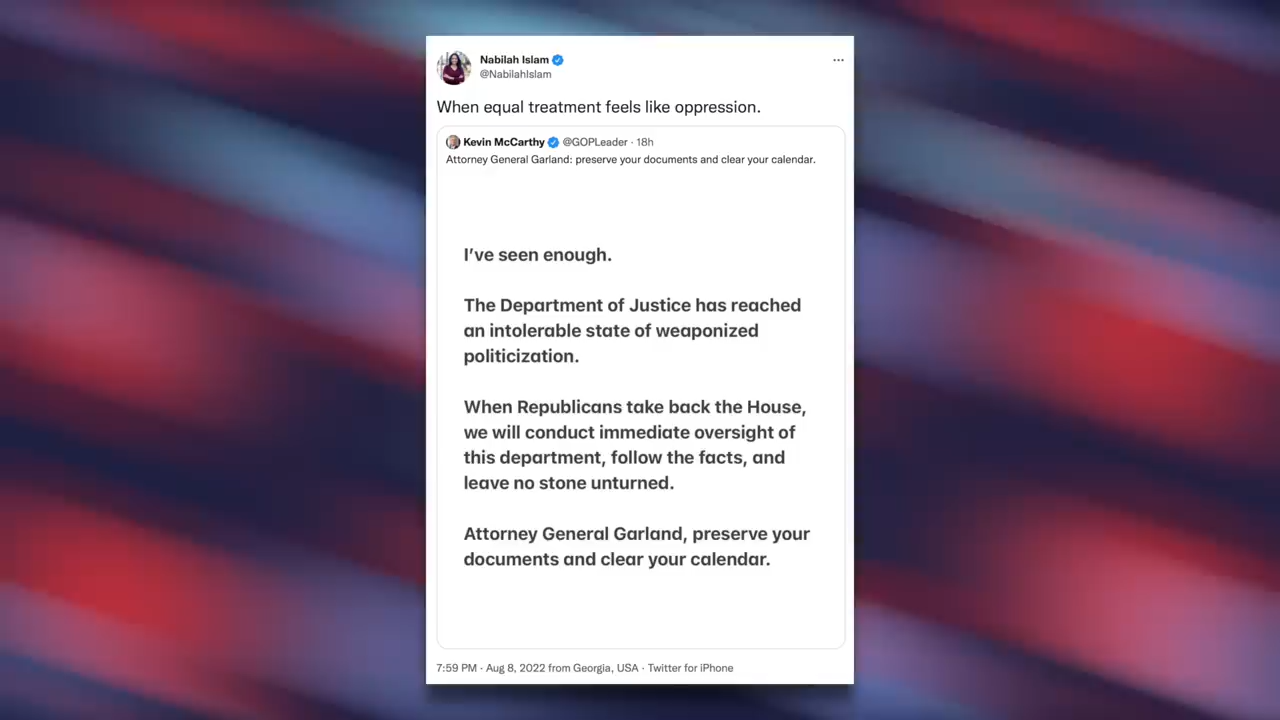 Nabilah Islam
@NabilahIslam
When equal treatment feels like oppression.
Kevin McCarthy @GOPLeader · 18h
Attorney General Garland: preserve your documents and clear your calendar.
I've seen enough.
The Department of Justice has reached
an intolerable state of weaponized
politicization.
When Republicans take back the House,
we will conduct immediate oversight of
this department, follow the facts, and
leave no stone unturned.
Attorney General Garland, preserve your
documents and clear your calendar.
7:59 PM · Aug 8, 2022 from Georgia, USA · Twitter for iPhone